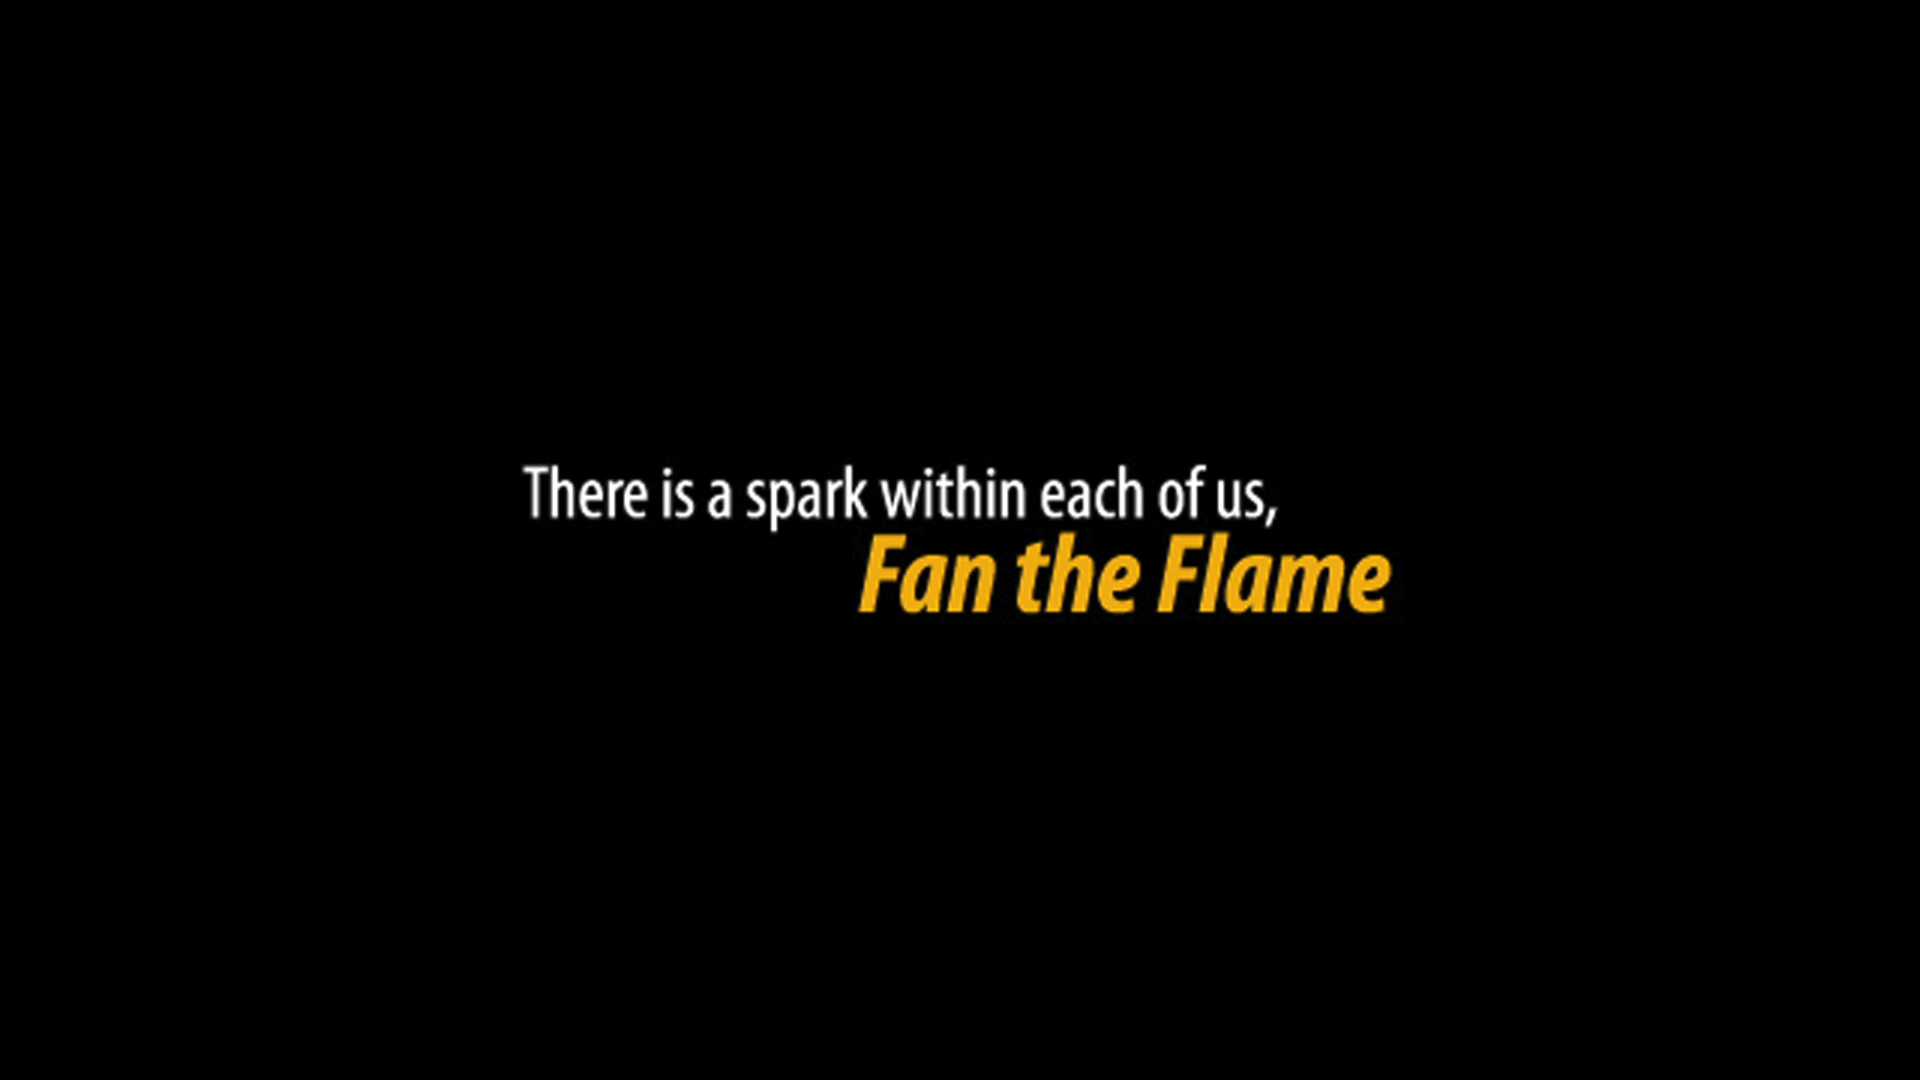 There is a spark within each of us,
Fan the Flame